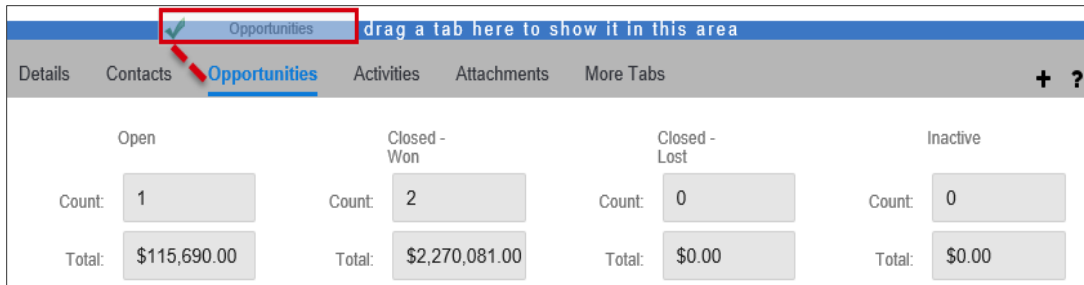 Opportunities drag a tab here to show it in this area
Details Contacts Opportunities Activities Attachments More Tabs + ?
Open Closed - Won Closed - Lost Inactive
Count: 1 Count: 2 Count: 0 Count: 0
Total: $115,690.00 Total: $2,270,081.00 Total: $0.00 Total: $0.00